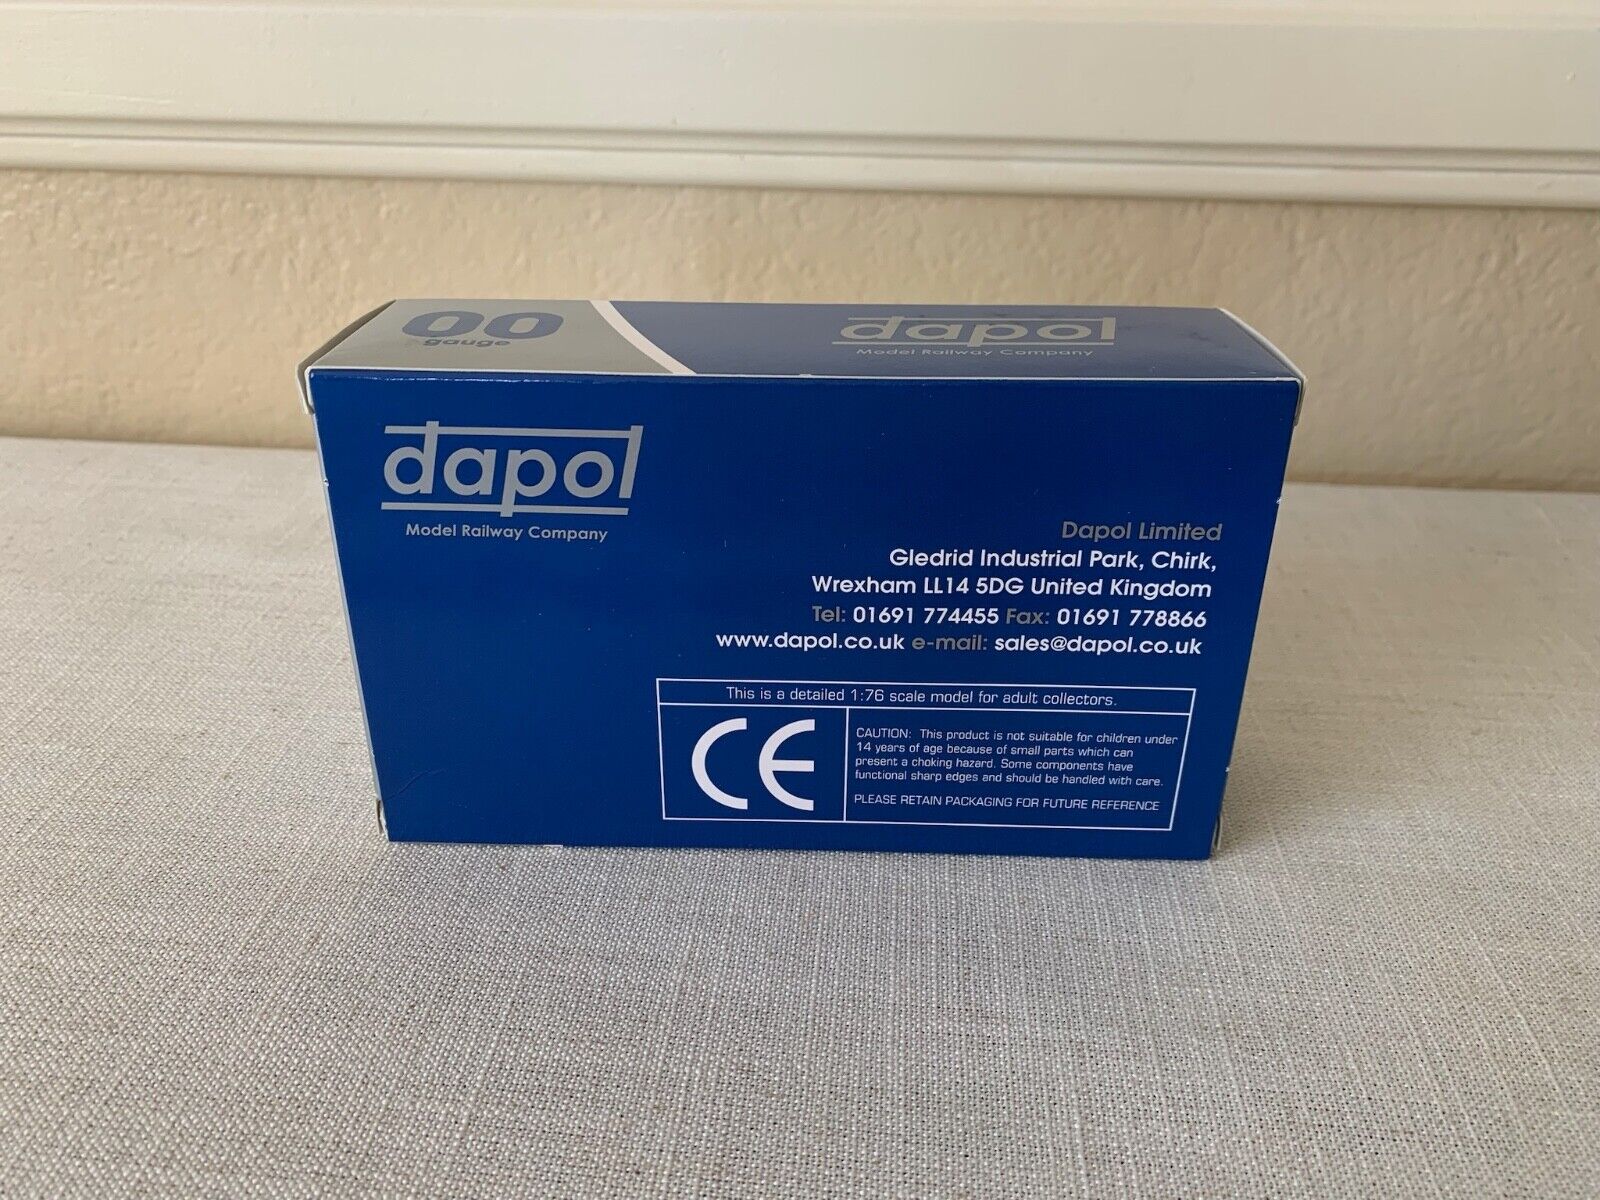 00
gauge
dapol
Model Railway Company
dapol
Model Railway Company
Dapol Limited
Gledrid Industrial Park, Chirk,
Wrexham LL14 5DG United Kingdom
Tel: 01691 774455 Fax: 01691 778866
www.dapol.co.uk e-mail: sales@dapol.co.uk
This is a detailed 1:76 scale model for adult collectors.
CE
CAUTION: This product is not suitable for children under
14 years of age because of small parts which can
present a choking hazard. Some components have
functional sharp edges and should be handled with care.
PLEASE RETAIN PACKAGING FOR FUTURE REFERENCE